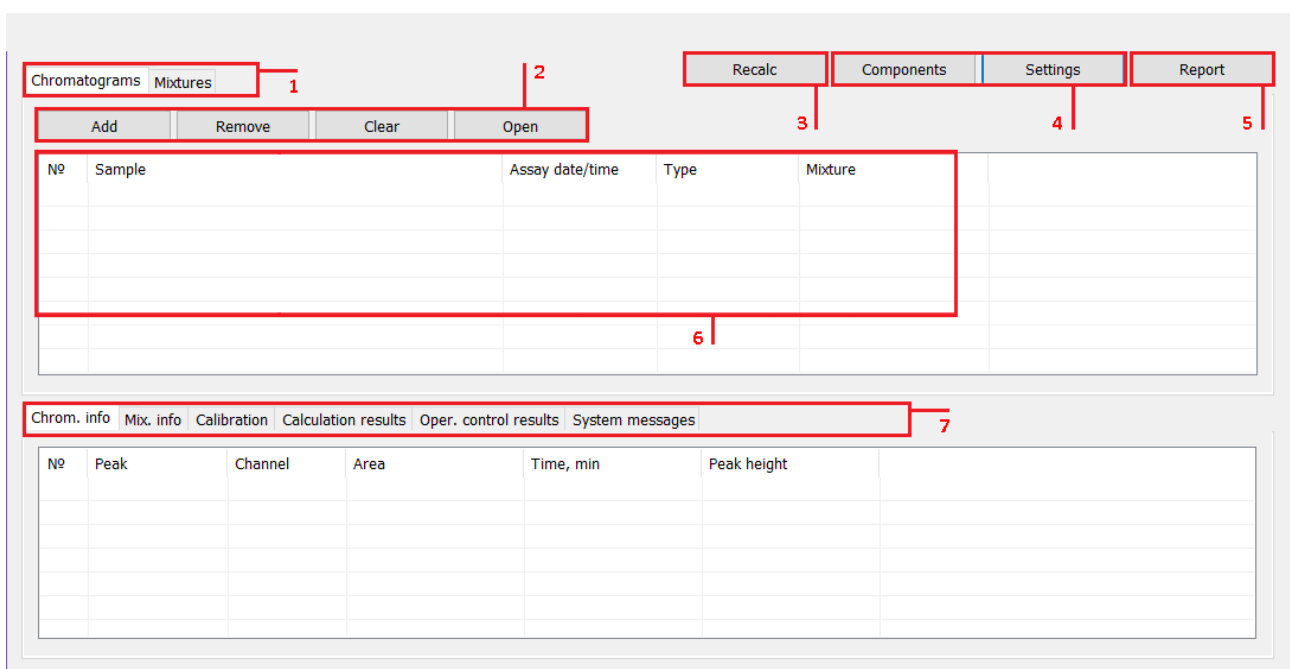 2
Recalc Components Settings Report
Chromatograms Mixtures
1
Add Remove Clear Open
3 4 5
Nº Sample Assay date/time Type Mixture
6
Chrom. info Mix. info Calibration Calculation results Oper. control results System messages
7
Nº Peak Channel Area Time, min Peak height